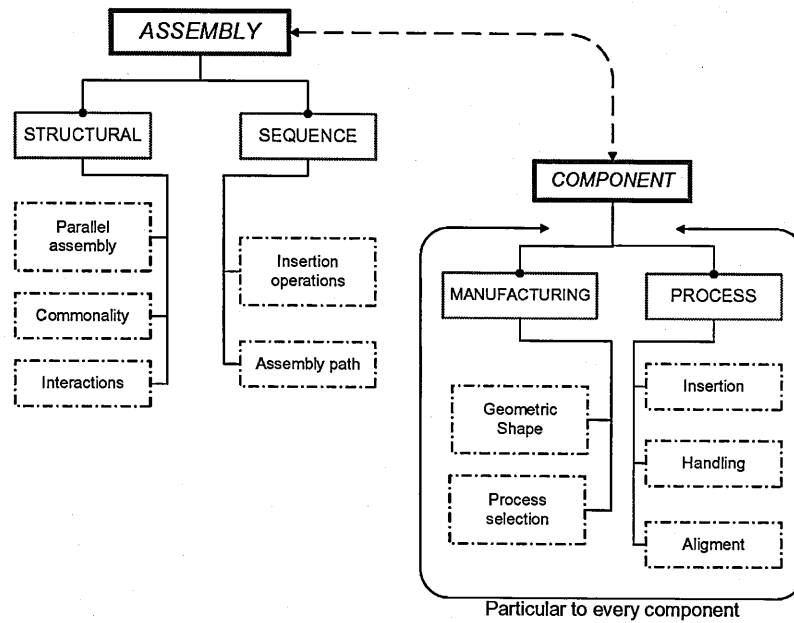 ASSEMBLY
STRUCTURAL
SEQUENCE
Parallel
assembly
Commonality
Interactions
Insertion
operations
Assembly path
COMPONENT
MANUFACTURING
PROCESS
Geometric
Shape
Process
selection
Insertion
Handling
Aligment
Particular to every component